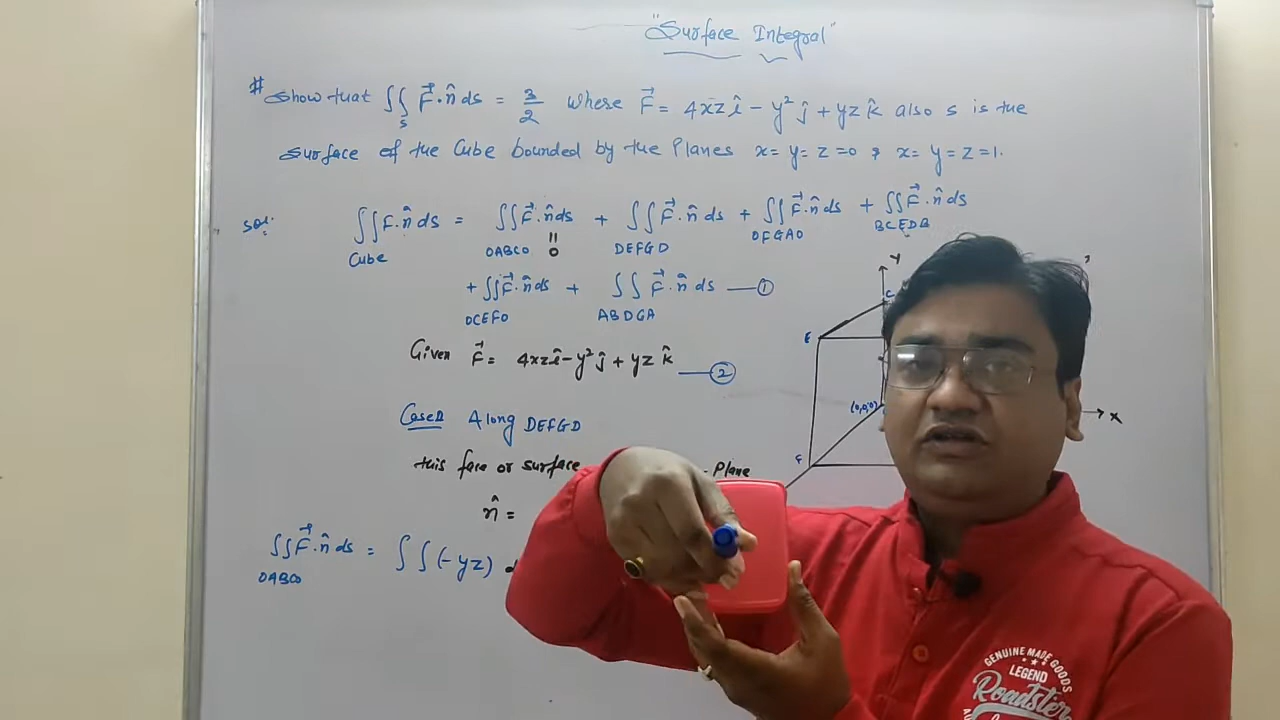 "Surface Integral"
# Show that ∬_S F⃗·n̂ ds = 3/2 where F⃗ = 4xz î − y² ĵ + yz k̂ also s is the
Surface of the Cube bounded by the Planes x= y= z=0 & x= y= z=1.
Sol: ∬_Cube F·n̂ ds = ∬_OABCO F⃗·n̂ ds + ∬_DEFGD F⃗·n̂ ds + ∬_OFGAO F⃗·n̂ ds + ∬_BCEDB F⃗·n̂ ds
॥
0
+ ∬_OCEFO F⃗·n̂ ds + ∬_ABDGA F⃗·n̂ ds —①
Given F⃗ = 4xz î − y² ĵ + yz k̂ —②
Case Along DEFGD
this face or surface Plane
n̂ =
∬_OABCO F⃗·n̂ ds = ∫∫ (−yz)
Y
C
E
(0,0,0)
X
F
GENUINE MADE GOODS
LEGEND
Roadster